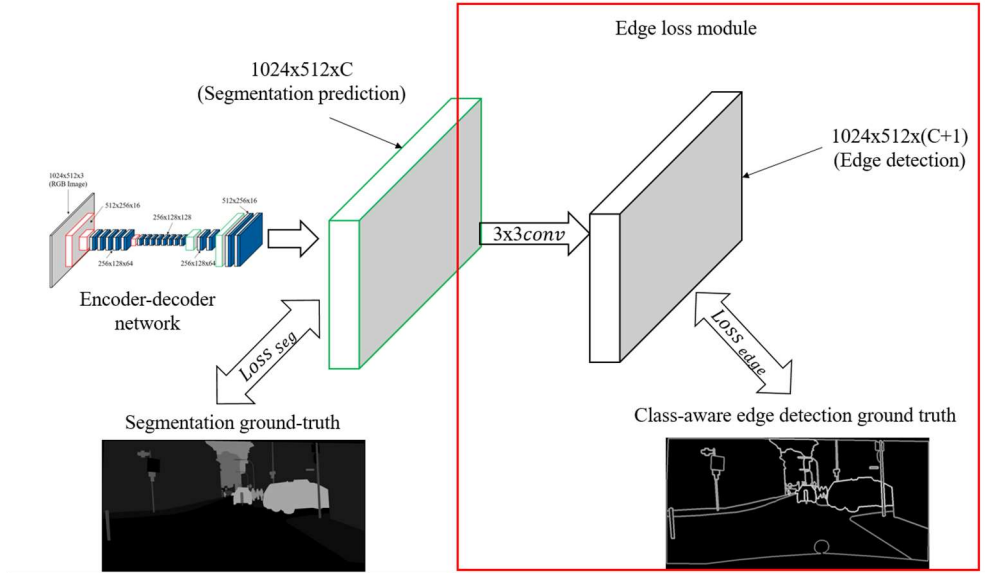 Edge loss module
1024x512xC
(Segmentation prediction)
1024x512x(C+1)
(Edge detection)
1024x512x3
(RGB Image)
512x256x16
256x128x128
512x256x16
256x128x64
256x128x64
3x3conv
Encoder-decoder
network
Loss Seg
Loss edge
Segmentation ground-truth
Class-aware edge detection ground truth